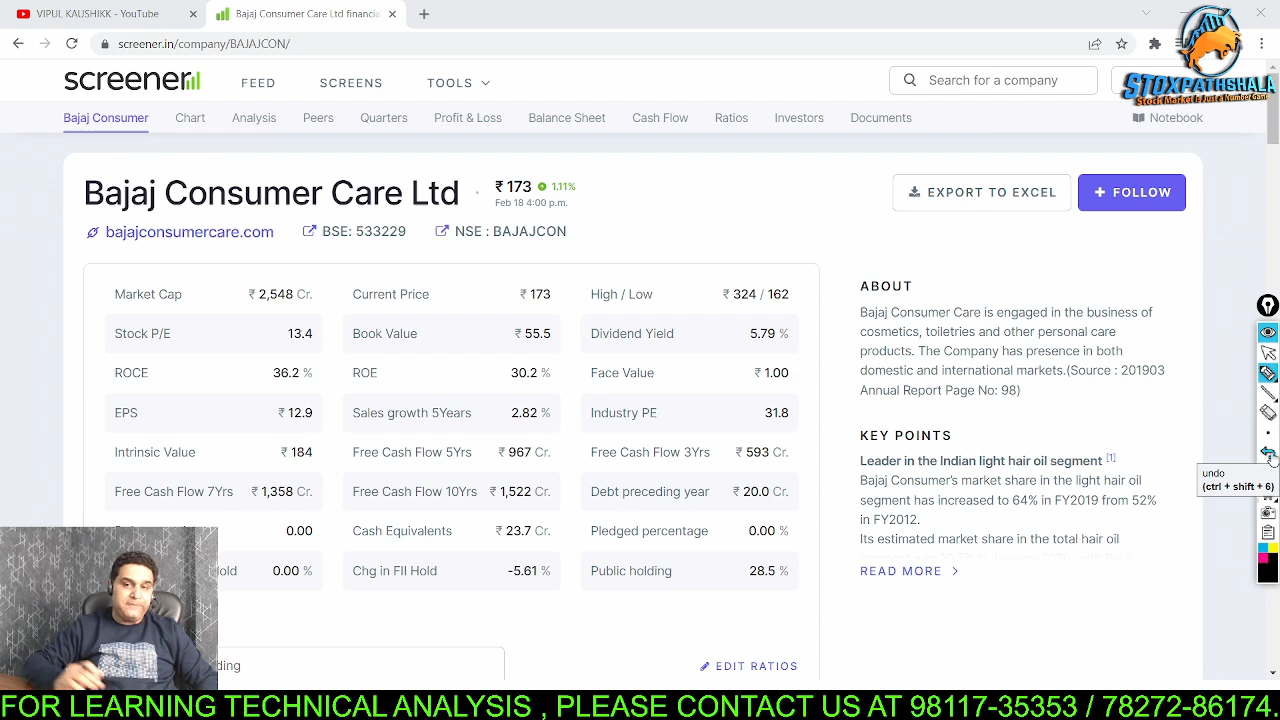 VIPUL KAUSHIKK - YouTube
Bajaj Consumer Care Ltd financia
screener.in/company/BAJAJCON/
STOXPATHSHALA
Stock Market is Just a Number Game
screener
FEED SCREENS TOOLS
Search for a company
Bajaj Consumer Chart Analysis Peers Quarters Profit & Loss Balance Sheet Cash Flow Ratios Investors Documents Notebook
Bajaj Consumer Care Ltd
₹ 173 1.11%
Feb 18 4:00 p.m.
EXPORT TO EXCEL
+ FOLLOW
bajajconsumercare.com BSE: 533229 NSE : BAJAJCON
Market Cap ₹ 2,548 Cr. Current Price ₹ 173 High / Low ₹ 324 / 162
Stock P/E 13.4 Book Value ₹ 55.5 Dividend Yield 5.79 %
ROCE 36.2 % ROE 30.2 % Face Value ₹ 1.00
EPS ₹ 12.9 Sales growth 5Years 2.82 % Industry PE 31.8
Intrinsic Value ₹ 184 Free Cash Flow 5Yrs ₹ 967 Cr. Free Cash Flow 3Yrs ₹ 593 Cr.
Free Cash Flow 7Yrs ₹ 1,358 Cr. Free Cash Flow 10Yrs ₹ 1,522 Cr. Debt preceding year ₹ 20.0 Cr.
0.00 Cash Equivalents ₹ 23.7 Cr. Pledged percentage 0.00 %
old 0.00 % Chg in FII Hold -5.61 % Public holding 28.5 %
ding
EDIT RATIOS
ABOUT
Bajaj Consumer Care is engaged in the business of
cosmetics, toiletries and other personal care
products. The Company has presence in both
domestic and international markets.(Source : 201903
Annual Report Page No: 98)
KEY POINTS
Leader in the Indian light hair oil segment [1]
Bajaj Consumer's market share in the light hair oil
segment has increased to 64% in FY2019 from 52%
in FY2012.
Its estimated market share in the total hair oil
READ MORE
undo
(ctrl + shift + 6)
FOR LEARNING TECHNICAL ANALYSIS , PLEASE CONTACT US AT 98117-35353 / 78272-86174.